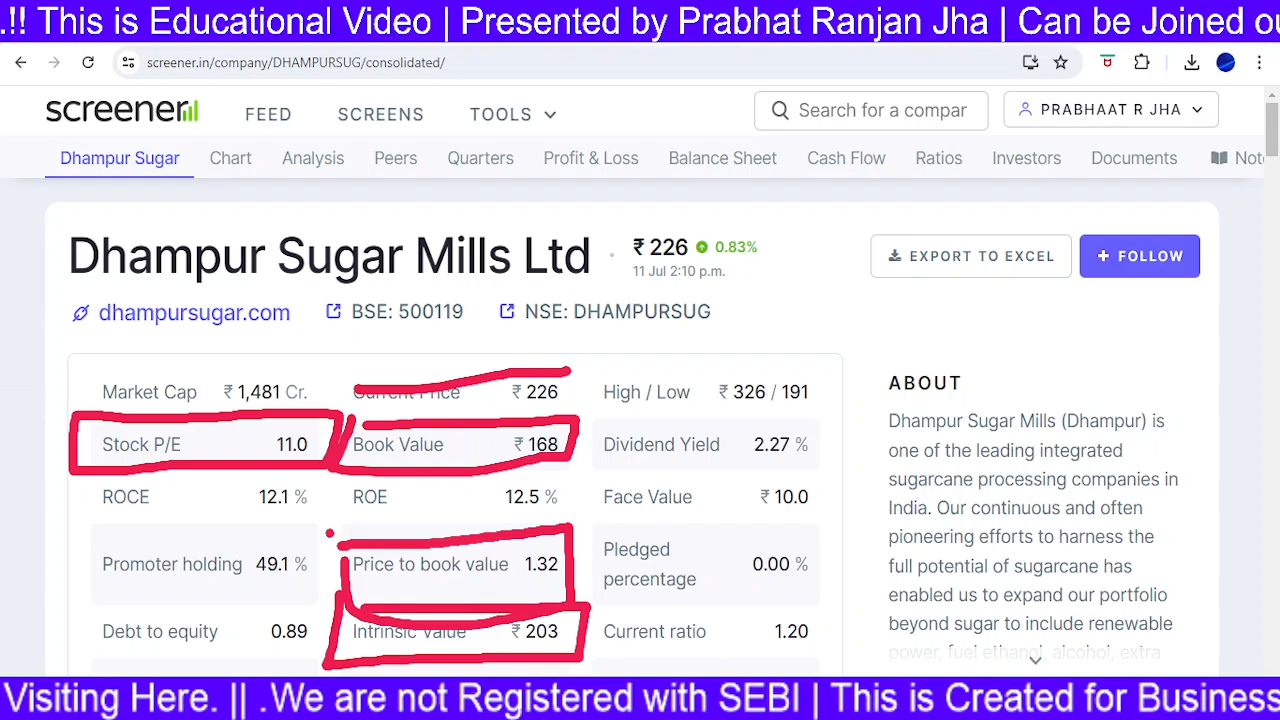 .!! This is Educational Video | Presented by Prabhat Ranjan Jha | Can be Joined ou
screener.in/company/DHAMPURSUG/consolidated/
screener FEED SCREENS TOOLS Search for a compar PRABHAAT R JHA
Dhampur Sugar Chart Analysis Peers Quarters Profit & Loss Balance Sheet Cash Flow Ratios Investors Documents Note
Dhampur Sugar Mills Ltd · ₹ 226 0.83%
11 Jul 2:10 p.m.
EXPORT TO EXCEL + FOLLOW
dhampursugar.com BSE: 500119 NSE: DHAMPURSUG
Market Cap ₹ 1,481 Cr. Current Price ₹ 226 High / Low ₹ 326 / 191
Stock P/E 11.0 Book Value ₹ 168 Dividend Yield 2.27 %
ROCE 12.1 % ROE 12.5 % Face Value ₹ 10.0
Promoter holding 49.1 % Price to book value 1.32 Pledged percentage 0.00 %
Debt to equity 0.89 Intrinsic Value ₹ 203 Current ratio 1.20
ABOUT
Dhampur Sugar Mills (Dhampur) is
one of the leading integrated
sugarcane processing companies in
India. Our continuous and often
pioneering efforts to harness the
full potential of sugarcane has
enabled us to expand our portfolio
beyond sugar to include renewable
power, fuel ethanol, alcohol, extra
Visiting Here. || .We are not Registered with SEBI | This is Created for Business